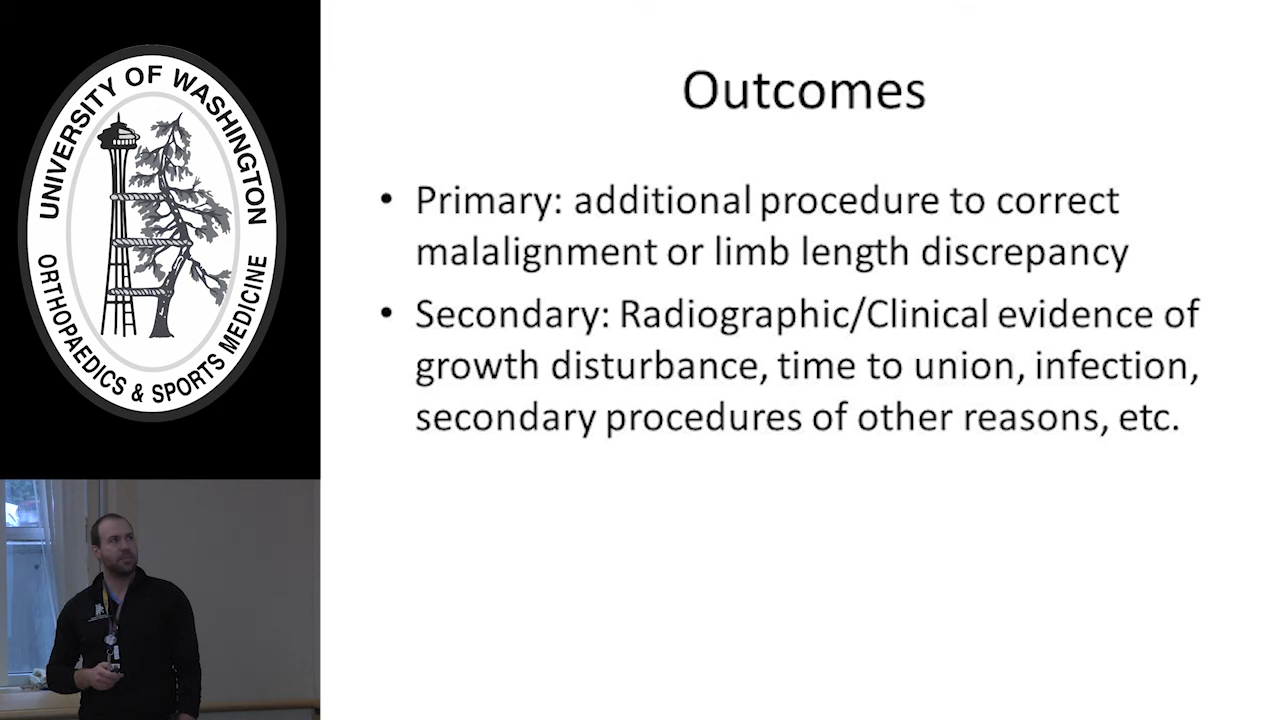 UNIVERSITY OF WASHINGTON
ORTHOPAEDICS & SPORTS MEDICINE
Outcomes
• Primary: additional procedure to correct
malalignment or limb length discrepancy
• Secondary: Radiographic/Clinical evidence of
growth disturbance, time to union, infection,
secondary procedures of other reasons, etc.